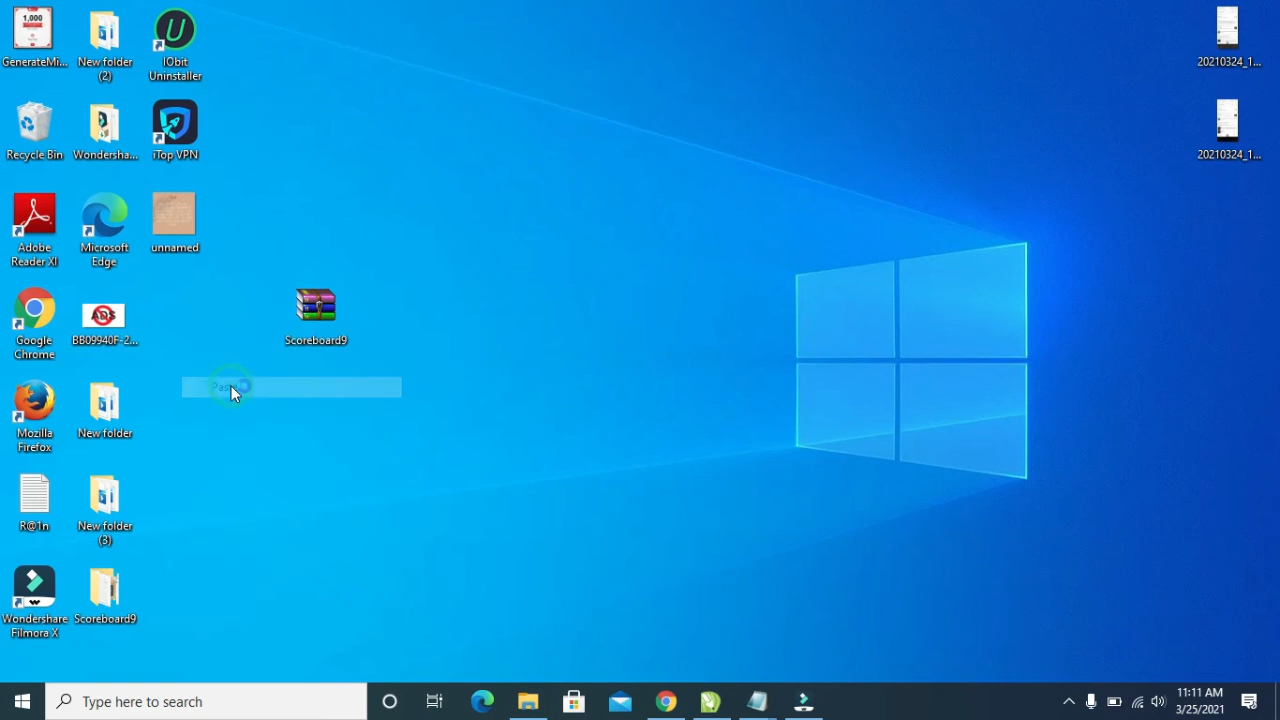 1,000
GenerateMi...
New folder
(2)
IObit
Uninstaller
20210324_1...
Recycle Bin
Wondersha...
iTop VPN
20210324_1...
Adobe
Reader XI
Microsoft
Edge
unnamed
Google
Chrome
ADS
BB09940F-2...
Scoreboard9
Mozilla
Firefox
New folder
R@1n
New folder
(3)
Wondershare
Filmora X
Scoreboard9
Type here to search
11:11 AM
3/25/2021